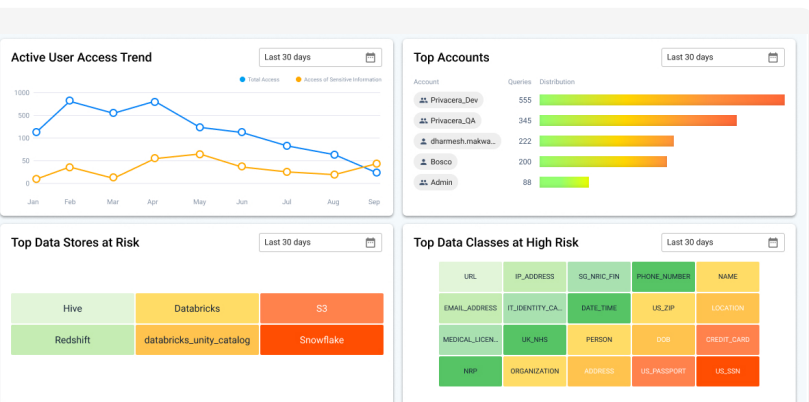 Active User Access Trend
Last 30 days
Total Access
Access of Sensitive Information
1000
500
100
50
0
Jan Feb Mar Apr May Jun Jul Aug Sep
Top Accounts
Last 30 days
Account Queries Distribution
Privacera_Dev 555
Privacera_QA 345
dharmesh.makwa... 222
Bosco 200
Admin 88
Top Data Stores at Risk
Last 30 days
Hive Databricks S3
Redshift databricks_unity_catalog Snowflake
Top Data Classes at High Risk
Last 30 days
URL IP_ADDRESS SG_NRIC_FIN PHONE_NUMBER NAME
EMAIL_ADDRESS IT_IDENTITY_CA... DATE_TIME US_ZIP LOCATION
MEDICAL_LICEN... UK_NHS PERSON DOB CREDIT_CARD
NRP ORGANIZATION ADDRESS US_PASSPORT US_SSN